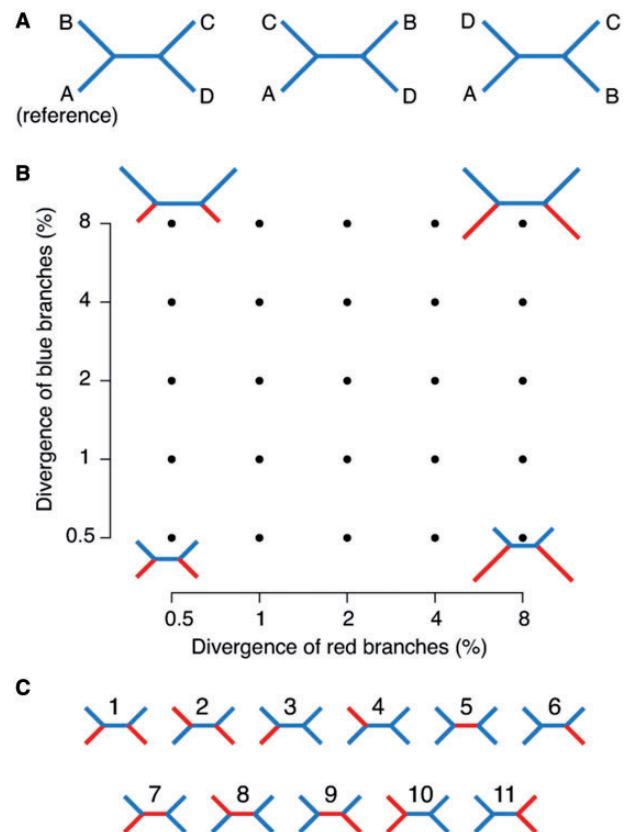 A
B C C B D C
A D A D A B
(reference)
B
Divergence of blue branches (%)
8
4
2
1
0.5
0.5 1 2 4 8
Divergence of red branches (%)
C
1 2 3 4 5 6
7 8 9 10 11